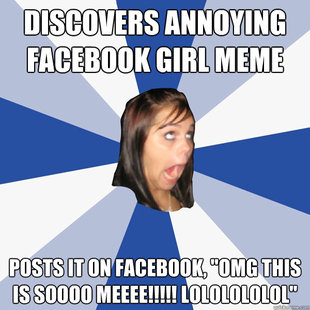 DISCOVERS ANNOYING
FACEBOOK GIRL MEME
POSTS IT ON FACEBOOK, "OMG THIS
IS SOOOO MEEEE!!!!! LOLOLOLOLOL"